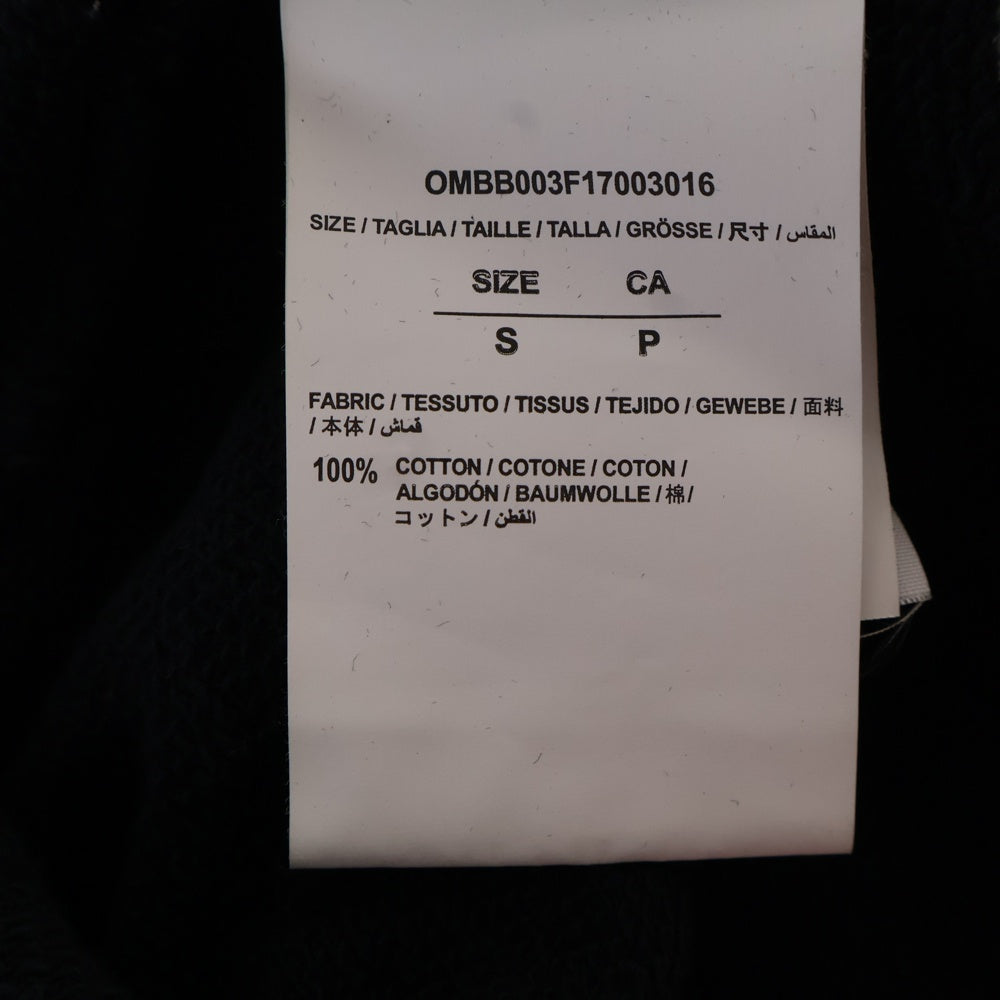 OMBB003F17003016
SIZE / TAGLIA / TAILLE / TALLA / GRÖSSE / 尺寸 / المقاس
SIZE CA
S P
FABRIC / TESSUTO / TISSUS / TEJIDO / GEWEBE / 面料
/ 本体 / قماش
100% COTTON / COTONE / COTON /
ALGODÓN / BAUMWOLLE / 棉 /
コットン / القطن